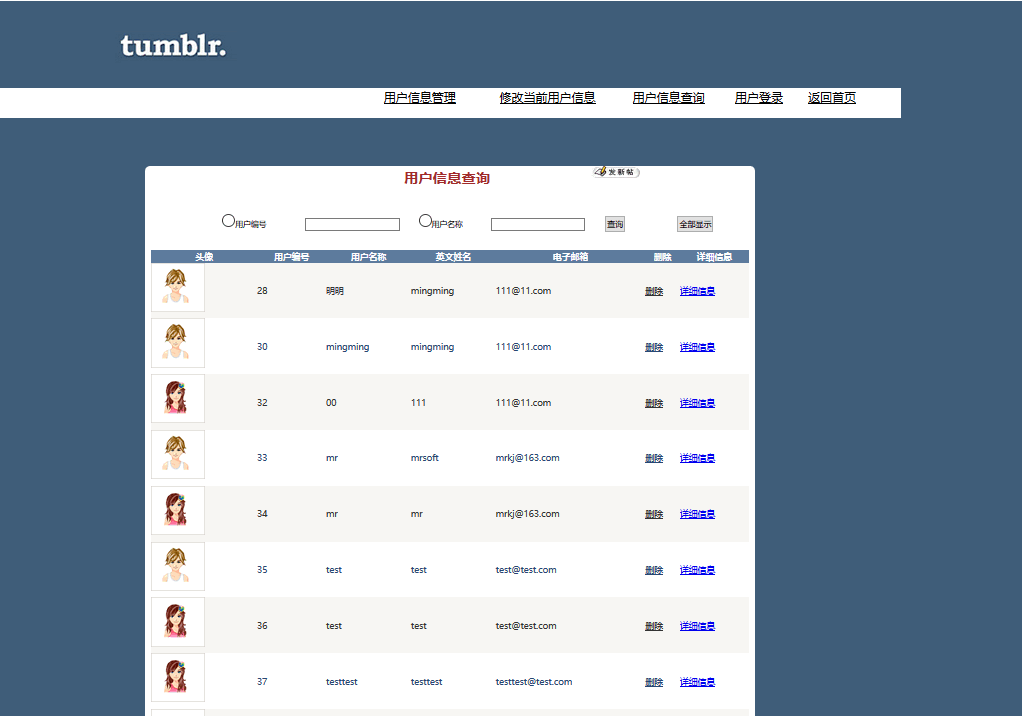 tumblr.
用户信息管理 修改当前用户信息 用户信息查询 用户登录 返回首页
用户信息查询 发新帖
用户编号 用户名称 查询 全部显示
头像 用户编号 用户名称 英文姓名 电子邮箱 删除 详细信息
28 明明 mingming 111@11.com 删除 详细信息
30 mingming mingming 111@11.com 删除 详细信息
32 00 111 111@11.com 删除 详细信息
33 mr mrsoft mrkj@163.com 删除 详细信息
34 mr mr mrkj@163.com 删除 详细信息
35 test test test@test.com 删除 详细信息
36 test test test@test.com 删除 详细信息
37 testtest testtest testtest@test.com 删除 详细信息